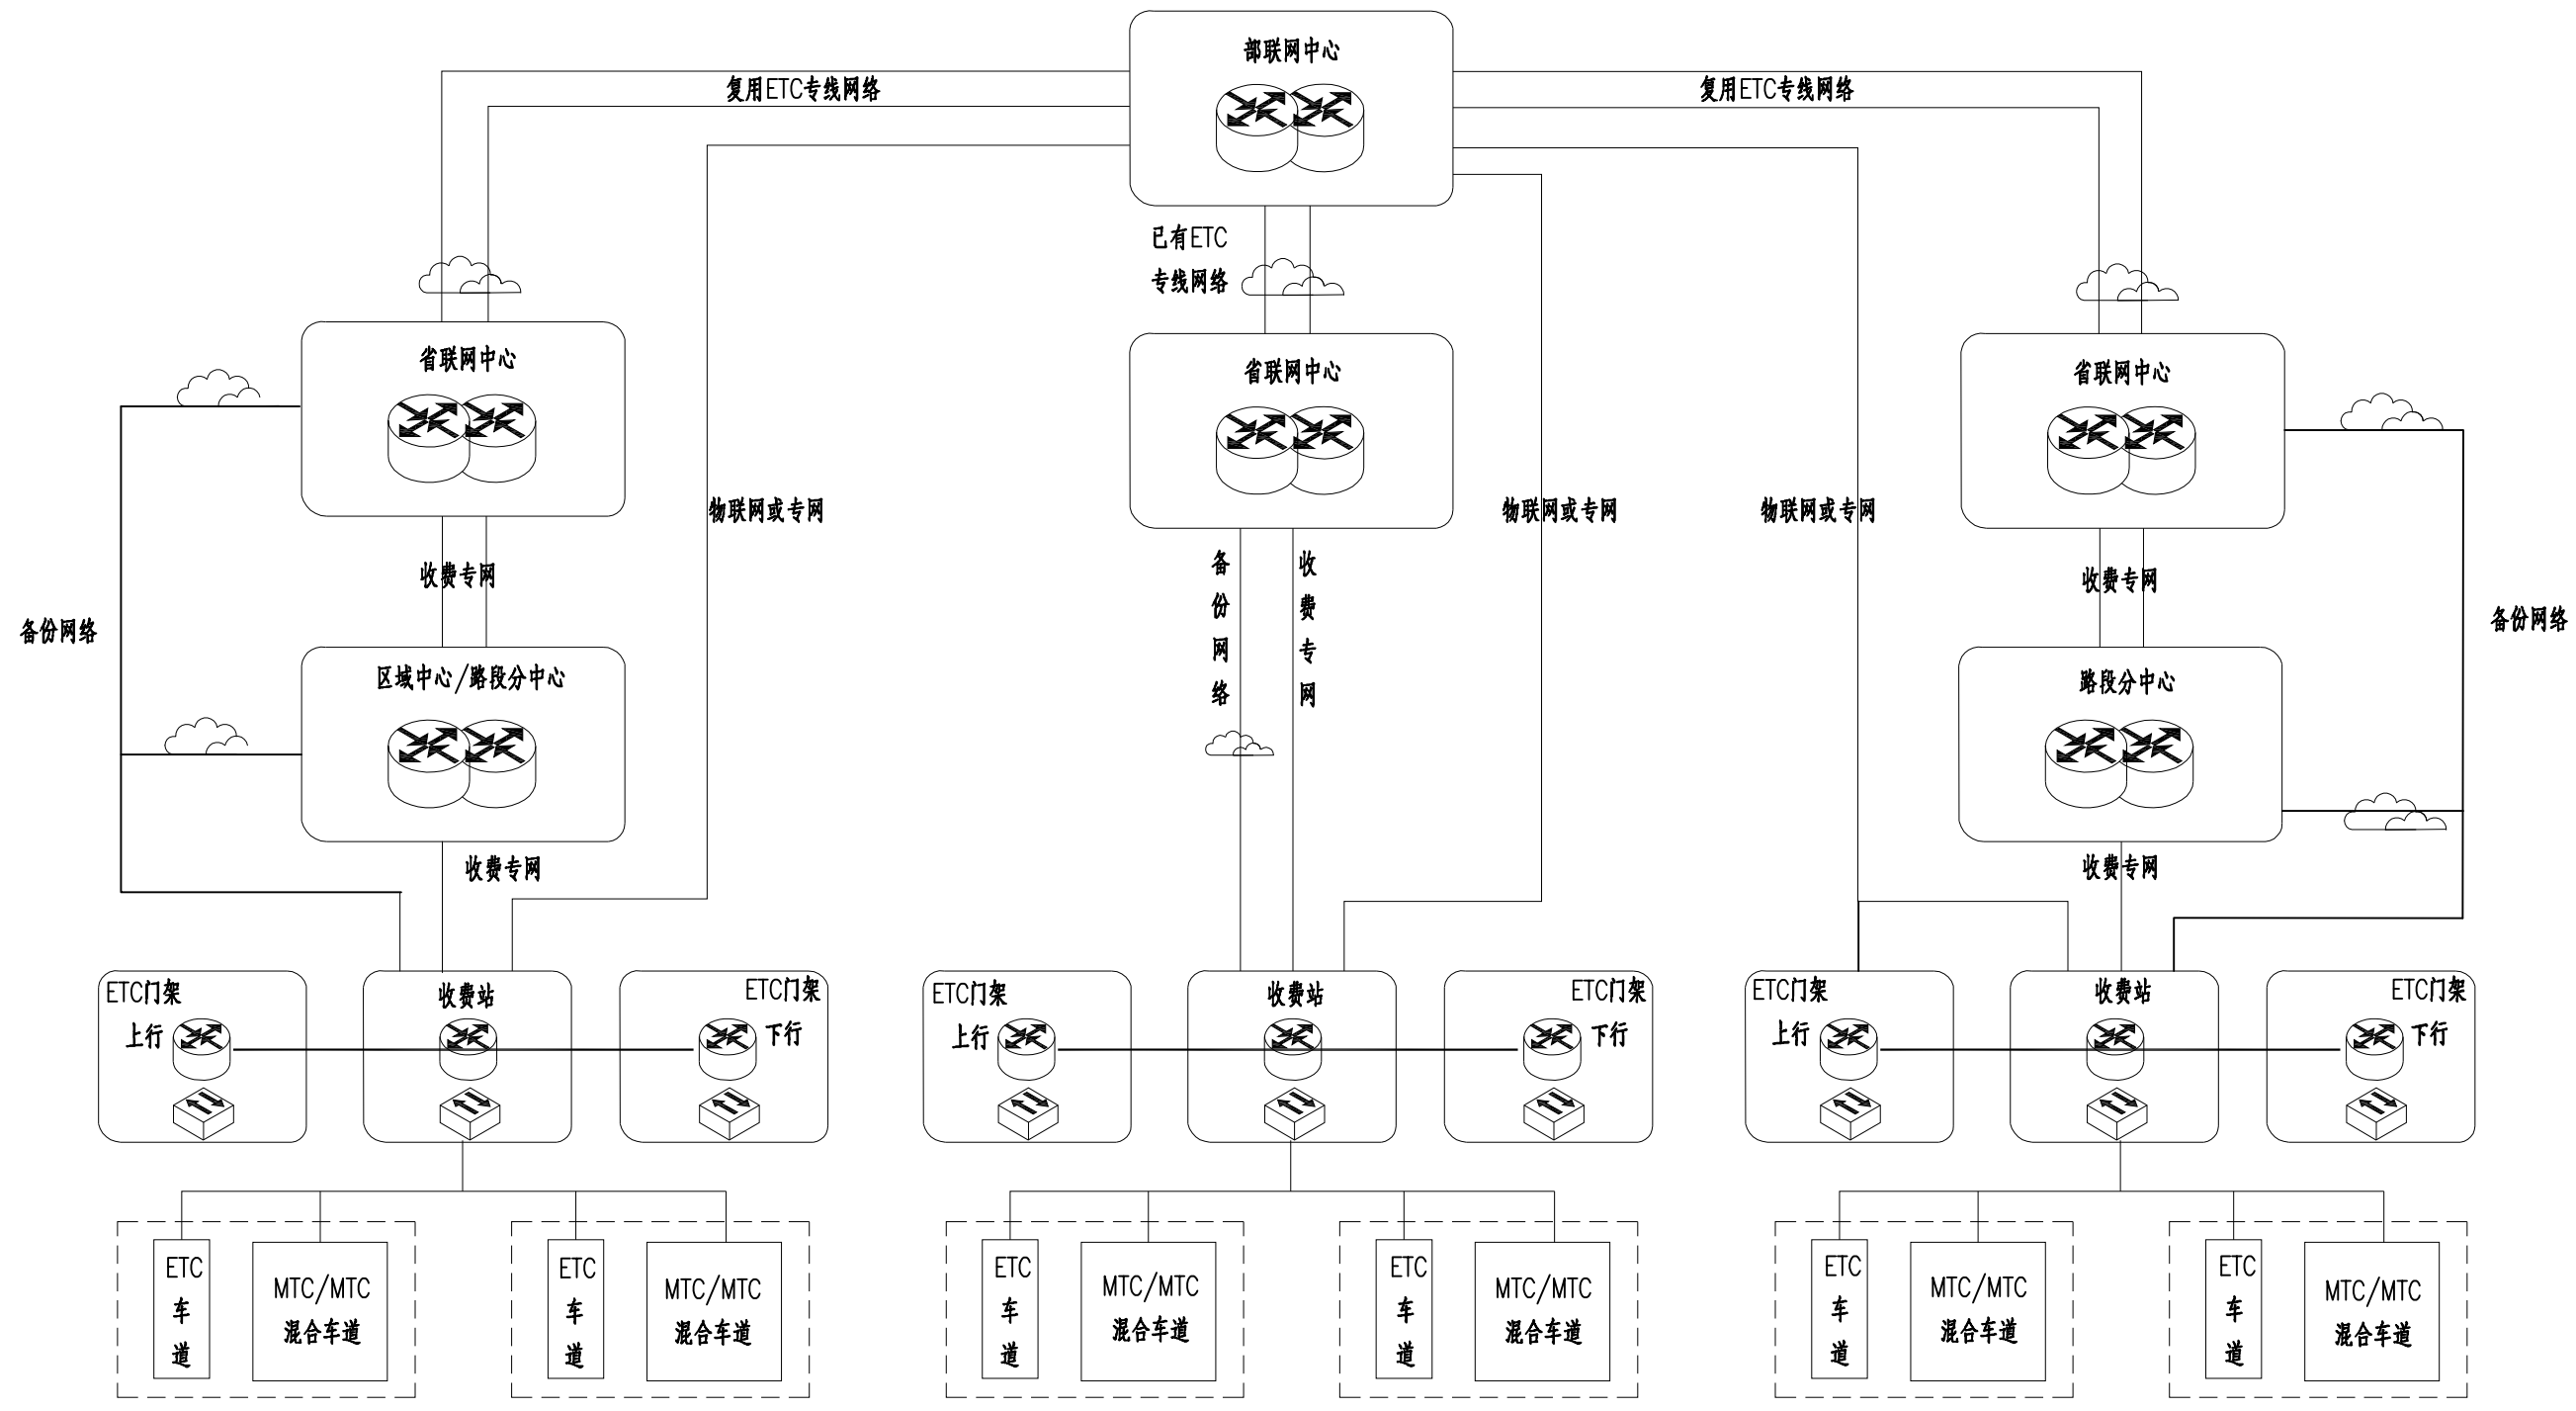 部联网中心
复用ETC专线网络
复用ETC专线网络
已有ETC
专线网络
省联网中心
省联网中心
省联网中心
物联网或专网
物联网或专网
物联网或专网
收费专网
备份网络
收费专网
收费专网
备份网络
备份网络
区域中心/路段分中心
路段分中心
收费专网
收费专网
ETC门架
上行
收费站
ETC门架
下行
ETC门架
上行
收费站
ETC门架
下行
ETC门架
上行
收费站
ETC门架
下行
ETC
车
道
MTC/MTC
混合车道
ETC
车
道
MTC/MTC
混合车道
ETC
车
道
MTC/MTC
混合车道
ETC
车
道
MTC/MTC
混合车道
ETC
车
道
MTC/MTC
混合车道
ETC
车
道
MTC/MTC
混合车道